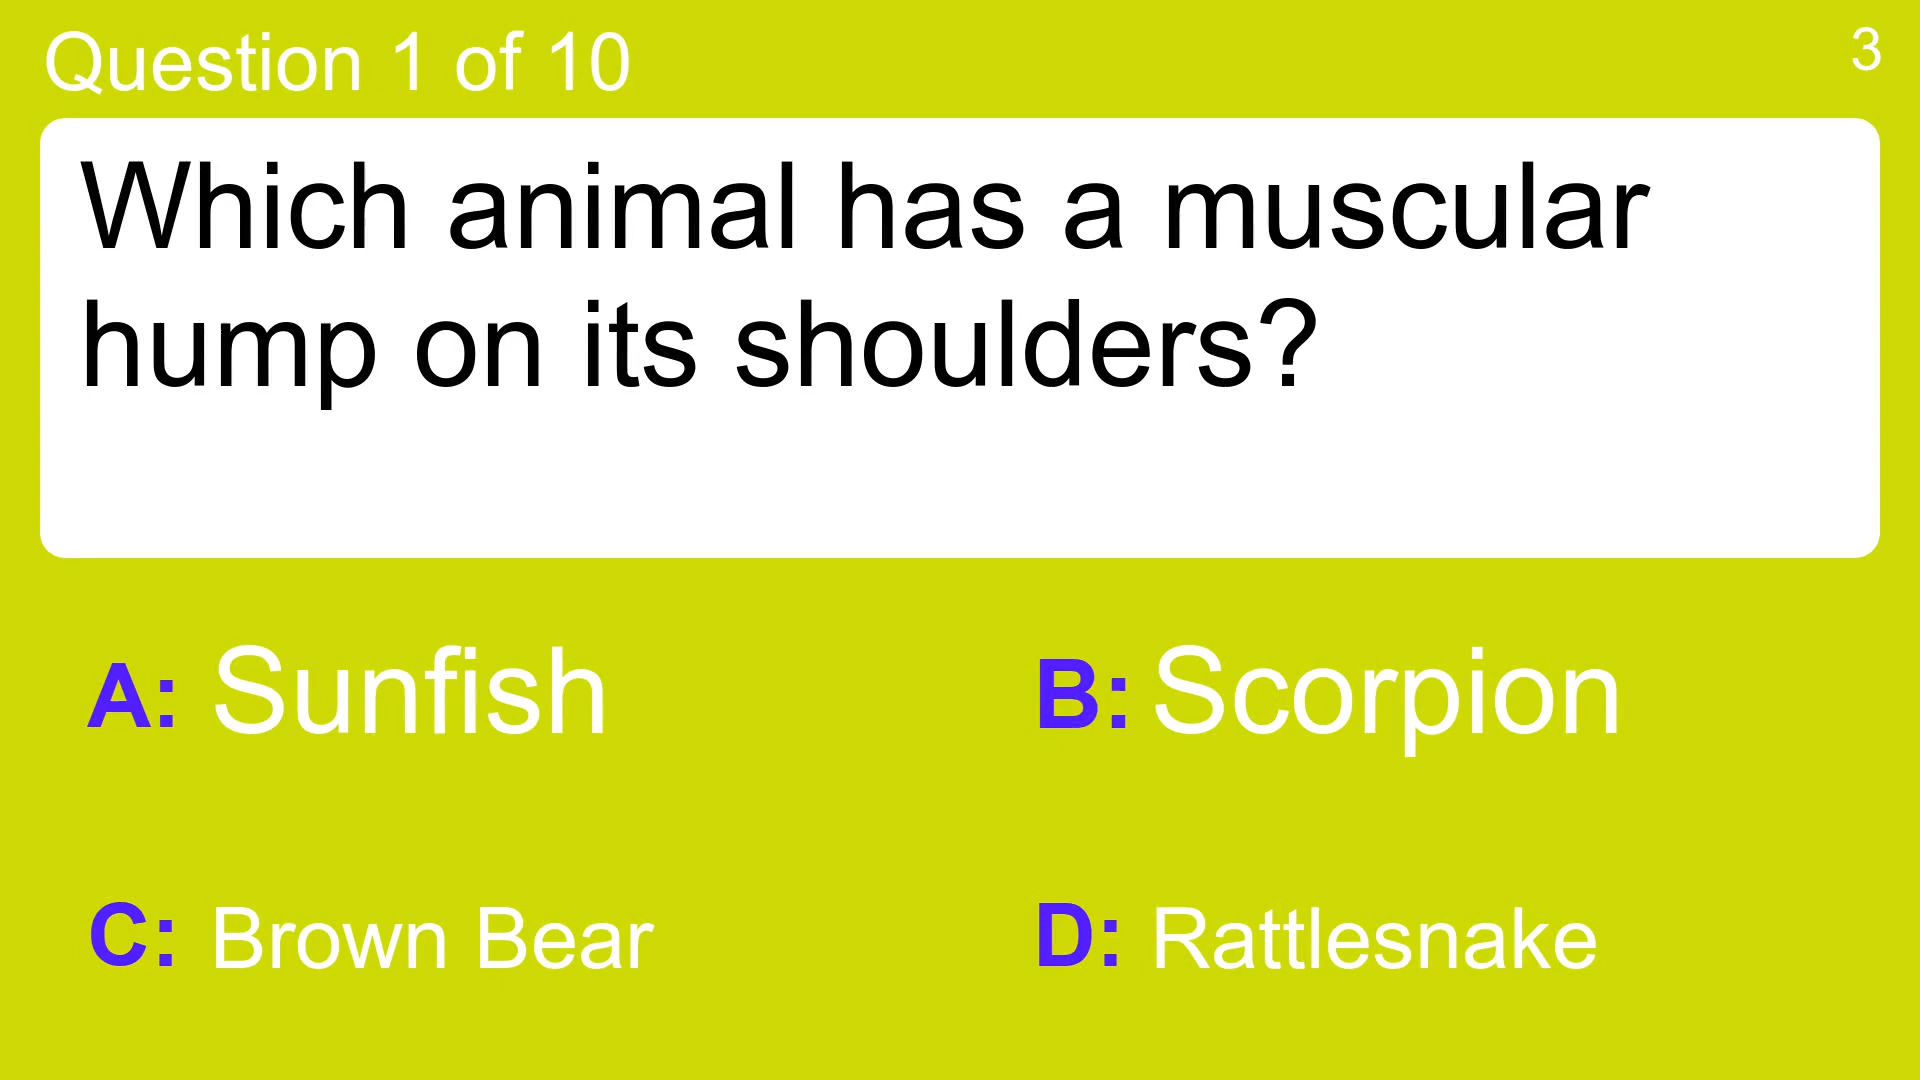 Question 1 of 10
3
Which animal has a muscular
hump on its shoulders?
A: Sunfish
B: Scorpion
C: Brown Bear
D: Rattlesnake